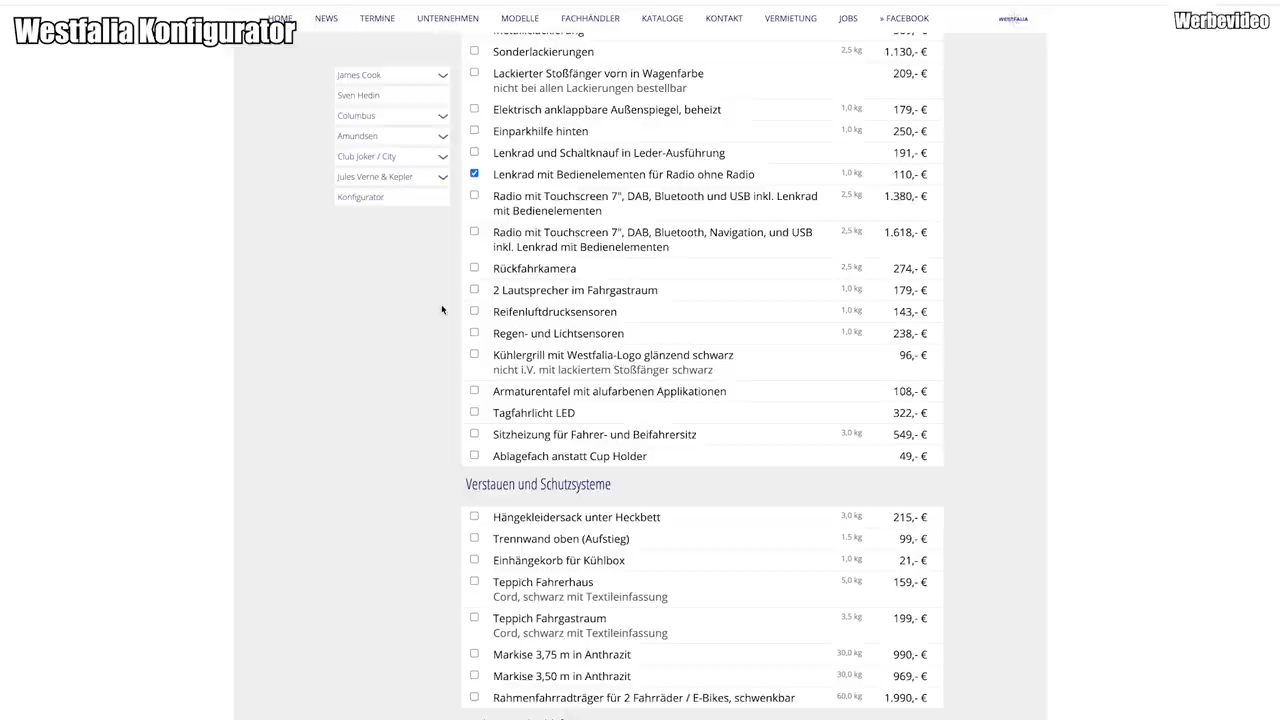 Westfalia Konfigurator
HOME NEWS TERMINE UNTERNEHMEN MODELLE FACHHÄNDLER KATALOGE KONTAKT VERMIETUNG JOBS » FACEBOOK WESTFALIA
Werbevideo
James Cook
Sven Hedin
Columbus
Amundsen
Club Joker / City
Jules Verne & Kepler
Konfigurator
Sonderlackierungen 2,5 kg 1.130,- €
Lackierter Stoßfänger vorn in Wagenfarbe 209,- €
nicht bei allen Lackierungen bestellbar
Elektrisch anklappbare Außenspiegel, beheizt 1,0 kg 179,- €
Einparkhilfe hinten 1,0 kg 250,- €
Lenkrad und Schaltknauf in Leder-Ausführung 191,- €
Lenkrad mit Bedienelementen für Radio ohne Radio 1,0 kg 110,- €
Radio mit Touchscreen 7", DAB, Bluetooth und USB inkl. Lenkrad 2,5 kg 1.380,- €
mit Bedienelementen
Radio mit Touchscreen 7", DAB, Bluetooth, Navigation, und USB 2,5 kg 1.618,- €
inkl. Lenkrad mit Bedienelementen
Rückfahrkamera 2,5 kg 274,- €
2 Lautsprecher im Fahrgastraum 1,0 kg 179,- €
Reifenluftdrucksensoren 1,0 kg 143,- €
Regen- und Lichtsensoren 1,0 kg 238,- €
Kühlergrill mit Westfalia-Logo glänzend schwarz 96,- €
nicht i.V. mit lackiertem Stoßfänger schwarz
Armaturentafel mit alufarbenen Applikationen 108,- €
Tagfahrlicht LED 322,- €
Sitzheizung für Fahrer- und Beifahrersitz 3,0 kg 549,- €
Ablagefach anstatt Cup Holder 49,- €
Verstauen und Schutzsysteme
Hängekleidersack unter Heckbett 3,0 kg 215,- €
Trennwand oben (Aufstieg) 1.5 kg 99,- €
Einhängekorb für Kühlbox 1,0 kg 21,- €
Teppich Fahrerhaus 5,0 kg 159,- €
Cord, schwarz mit Textileinfassung
Teppich Fahrgastraum 3,5 kg 199,- €
Cord, schwarz mit Textileinfassung
Markise 3,75 m in Anthrazit 30,0 kg 990,- €
Markise 3,50 m in Anthrazit 30,0 kg 969,- €
Rahmenfahrradträger für 2 Fahrräder / E-Bikes, schwenkbar 60,0 kg 1.990,- €